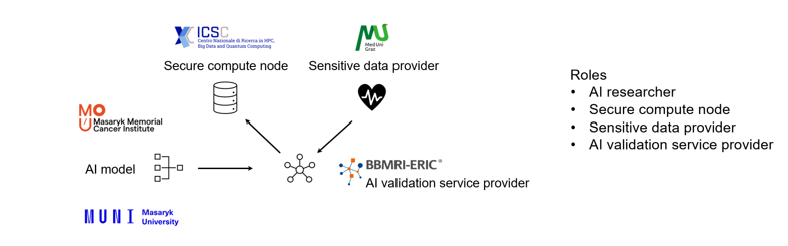 ICSC
Centro Nazionale di Ricerca in HPC,
Big Data and Quantum Computing
Med Uni
Graz
Secure compute node
Sensitive data provider
MOU
Masaryk Memorial
Cancer Institute
AI model
BBMRI-ERIC®
AI validation service provider
MUNI
Masaryk
University
Roles
• AI researcher
• Secure compute node
• Sensitive data provider
• AI validation service provider